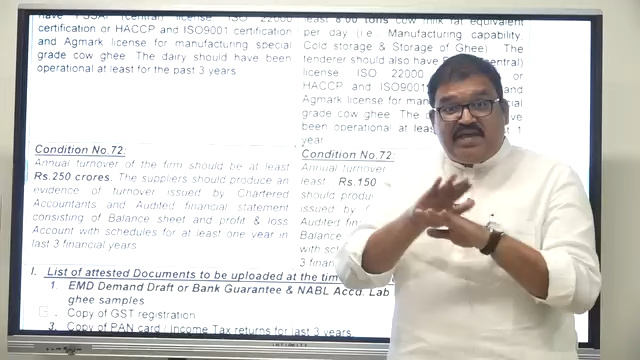 have FSSAI (central) license ISO 22000
certification or HACCP and ISO9001 certification
and Agmark license for manufacturing special
grade cow ghee. The dairy should have been
operational at least for the past 3 years
Condition No.72:
Annual turnover of the firm should be at least
Rs.250 crores. The suppliers should produce an
evidence of turnover issued by Chartered
Accountants and Audited financial statement
consisting of Balance sheet and profit & loss
Account with schedules for at least one year in
last 3 financial years
least 8.00 tons cow milk fat equivalent
per day (i.e. Manufacturing capability,
Cold storage & Storage of Ghee) The
tenderer should also have
license ISO 22000 or
HACCP and ISO9001 and
Agmark license for man
grade cow ghee. The
been operational at leas 1
year
Condition No.72:
Annual turnov
least Rs.150
should produ
issued by
Audited fin
Balance
with sch
3 finan
I. List of attested Documents to be uploaded at the tim
1. EMD Demand Draft or Bank Guarantee & NABL Accd. Lab
ghee samples
Copy of GST registration
3. Copy of PAN card / Income Tax returns for last 3 years
INFINITI